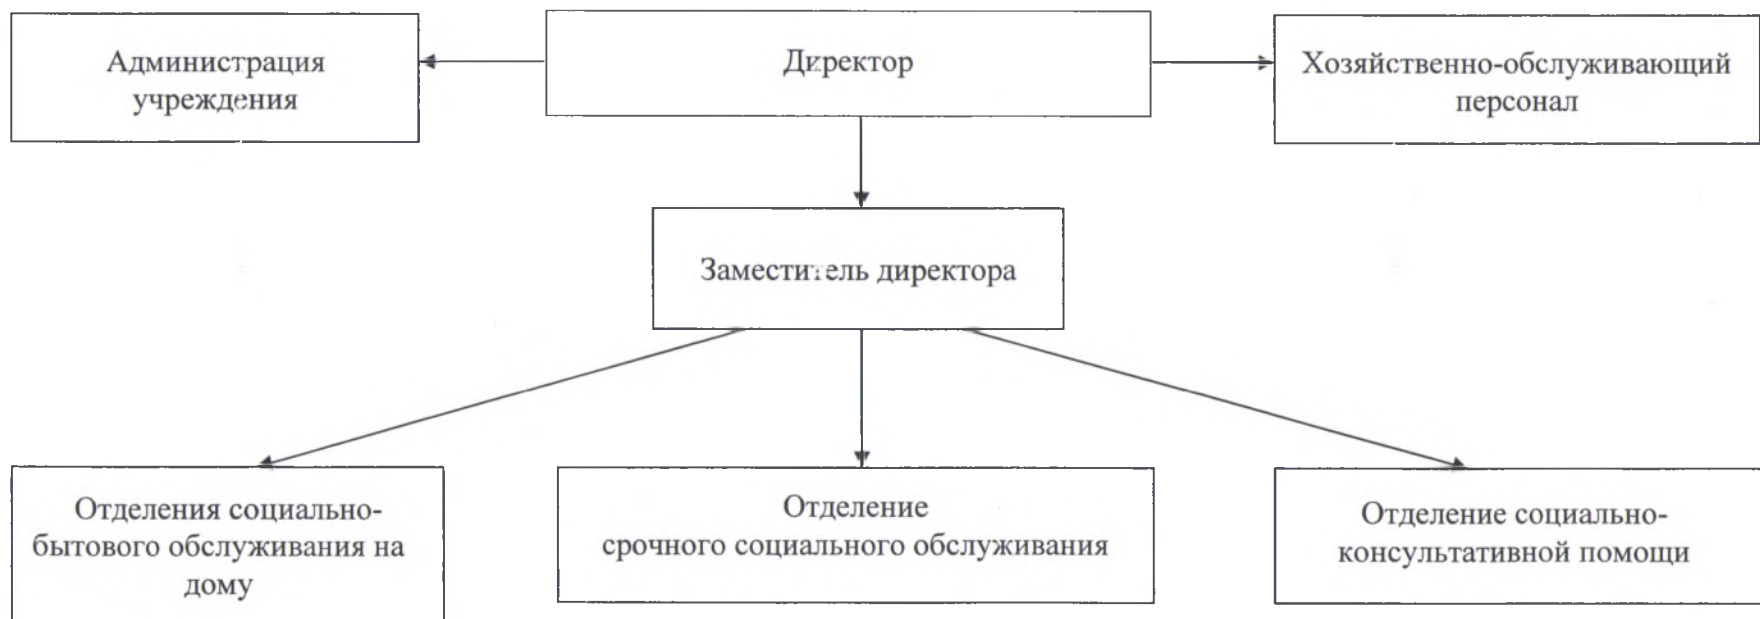 Администрация
учреждения
Директор
Хозяйственно-обслуживающий
персонал
Заместитель директора
Отделения социально-
бытового обслуживания на
дому
Отделение
срочного социального обслуживания
Отделение социально-
консультативной помощи